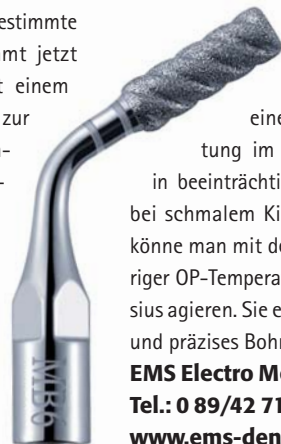 estimmte
mt jetzt
t einem
zur
n-
-
eine
tung im
in beeinträchti
bei schmalem Ki
könne man mit de
riger OP-Tempera
sius agieren. Sie e
und präzises Bohr
EMS Electro Me
Tel.: 0 89/42 71
www.ems-den
MB6